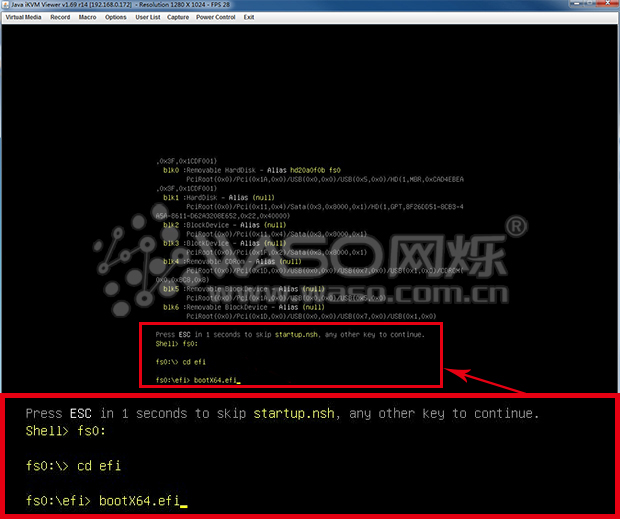 Java iKVM Viewer v1.69 r14 [192.168.0.172] - Resolution 1280 X 1024 - FPS 28
Virtual Media Record Macro Options User List Capture Power Control Exit
,0x3F,0x1CDF001)
blk0 :Removable HardDisk - Alias hd20a0f0b fs0
PciRoot(0x0)/Pci(0x1A,0x0)/USB(0x0,0x0)/USB(0x5,0x0)/HD(1,MBR,0xCAD4EBEA
,0x3F,0x1CDF001)
blk1 :HardDisk - Alias (null)
PciRoot(0x0)/Pci(0x11,0x4)/Sata(0x3,0x8000,0x1)/HD(1,GPT,BF26DD51-8CB3-4
A5A-8611-D62A3208E652,0x22,0x40000)
blk2 :BlockDevice - Alias (null)
PciRoot(0x0)/Pci(0x11,0x4)/Sata(0x3,0x8000,0x1)
blk3 :BlockDevice - Alias (null)
PciRoot(0x0)/Pci(0x11,0x4)/Sata(0x3,0x8000,0x1)
blk4 :Removable CDRom - Alias (null)
PciRoot(0x0)/Pci(0x1D,0x0)/USB(0x0,0x0)/USB(0x7,0x0)/USB(0x1,0x0)/CDROM(
0x0,0x8C8,0x8)
blk5 :Removable BlockDevice - Alias (null)
PciRoot(0x0)/Pci(0x1A,0x0)/USB(0x0,0x0)/USB(0x5,0x0)
blk6 :Removable BlockDevice - Alias (null)
PciRoot(0x0)/Pci(0x1D,0x0)/USB(0x0,0x0)/USB(0x7,0x0)/USB(0x1,0x0)
WASO网烁®
www.waso.com.cn
Press ESC in 1 seconds to skip startup.nsh, any other key to continue.
Shell> fs0:
fs0:\> cd efi
fs0:\efi> bootX64.efi_
Press ESC in 1 seconds to skip startup.nsh, any other key to continue.
Shell> fs0:
fs0:\> cd efi
fs0:\efi> bootX64.efi_